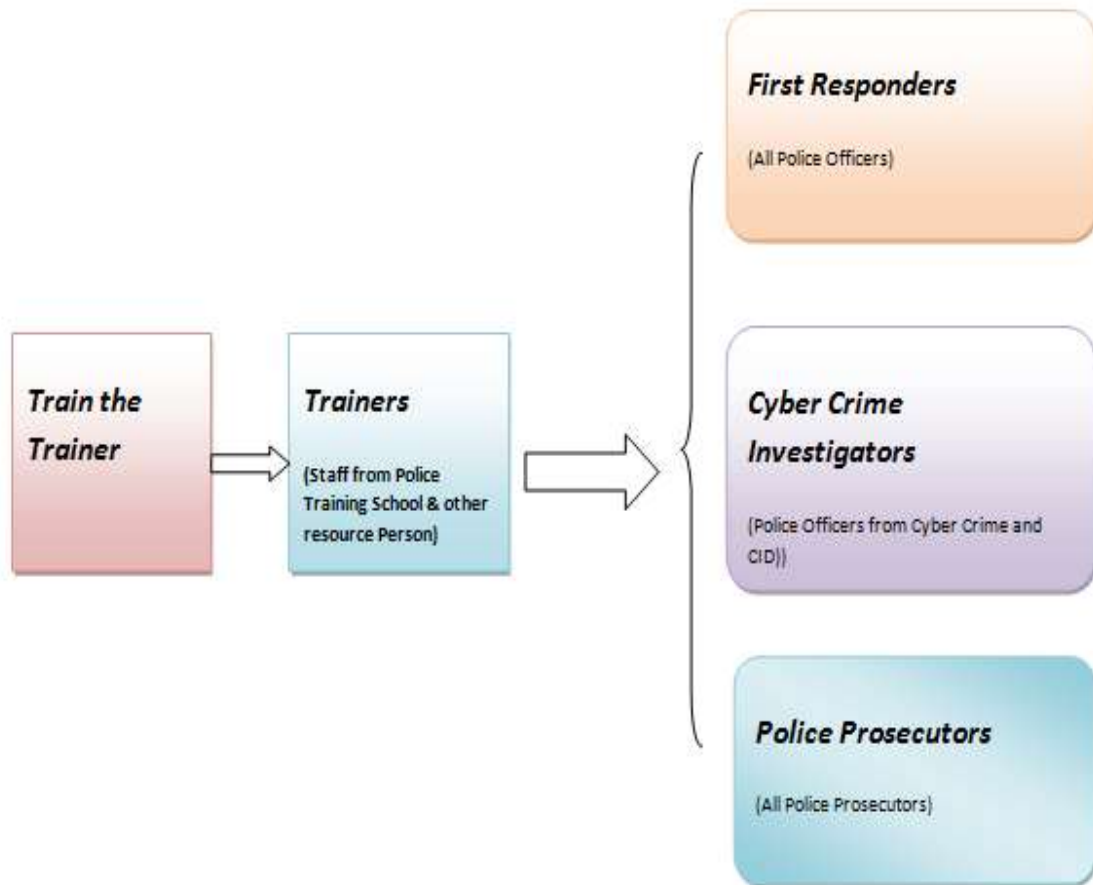 Train the
Trainer
Trainers
(Staff from Police
Training School & other
resource Person)
First Responders
(All Police Officers)
Cyber Crime
Investigators
(Police Officers from Cyber Crime and
CID))
Police Prosecutors
(All Police Prosecutors)